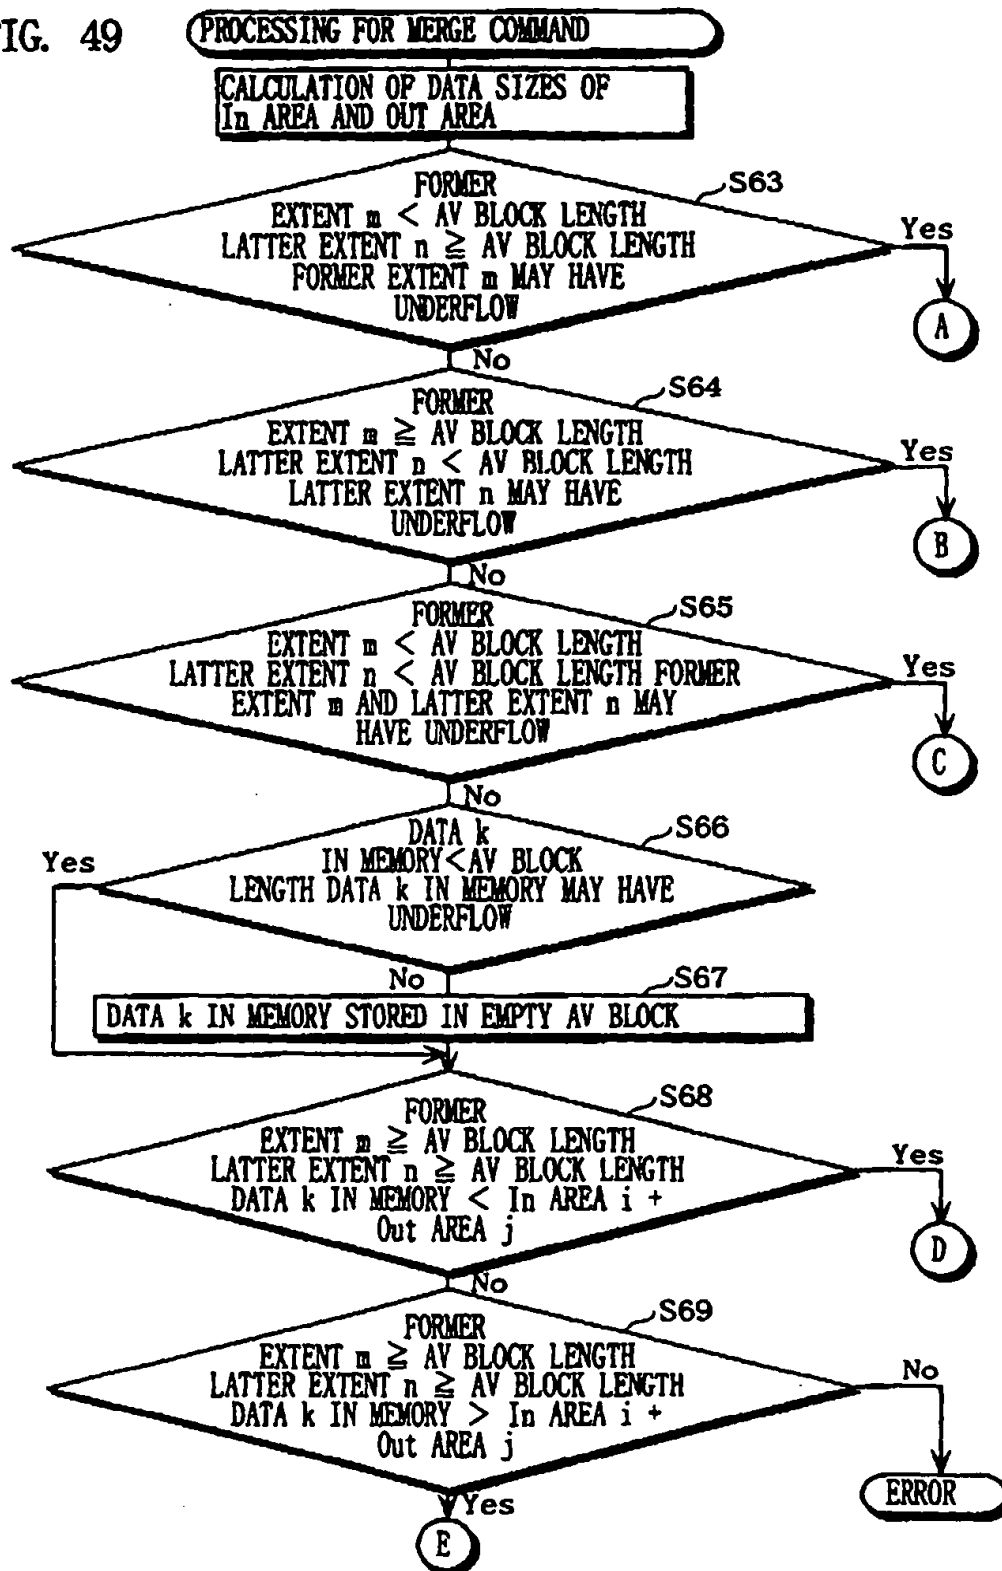 FIG. 49
PROCESSING FOR MERGE COMMAND
CALCULATION OF DATA SIZES OF
In AREA AND OUT AREA
S63
FORMER
EXTENT m < AV BLOCK LENGTH
LATTER EXTENT n ≧ AV BLOCK LENGTH
FORMER EXTENT m MAY HAVE
UNDERFLOW
Yes
A
No
S64
FORMER
EXTENT m ≧ AV BLOCK LENGTH
LATTER EXTENT n < AV BLOCK LENGTH
LATTER EXTENT n MAY HAVE
UNDERFLOW
Yes
B
No
S65
FORMER
EXTENT m < AV BLOCK LENGTH
LATTER EXTENT n < AV BLOCK LENGTH FORMER
EXTENT m AND LATTER EXTENT n MAY
HAVE UNDERFLOW
Yes
C
No
S66
DATA k
IN MEMORY<AV BLOCK
LENGTH DATA k IN MEMORY MAY HAVE
UNDERFLOW
Yes
No
S67
DATA k IN MEMORY STORED IN EMPTY AV BLOCK
S68
FORMER
EXTENT m ≧ AV BLOCK LENGTH
LATTER EXTENT n ≧ AV BLOCK LENGTH
DATA k IN MEMORY < In AREA i +
Out AREA j
Yes
D
No
S69
FORMER
EXTENT m ≧ AV BLOCK LENGTH
LATTER EXTENT n ≧ AV BLOCK LENGTH
DATA k IN MEMORY > In AREA i +
Out AREA j
No
ERROR
Yes
E